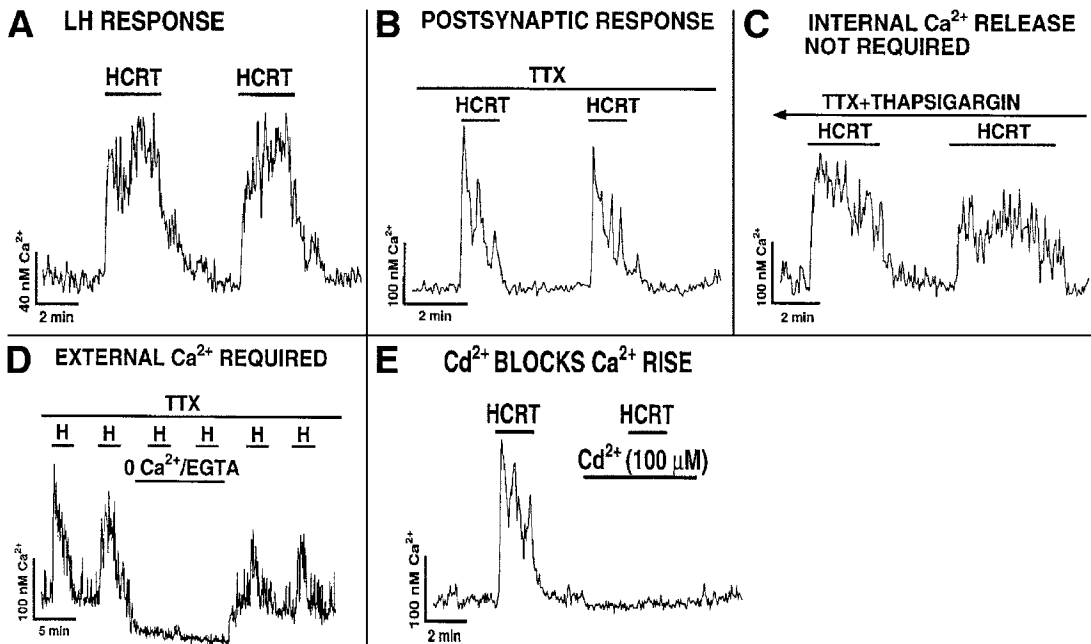 A LH RESPONSE
HCRT HCRT
40 nM Ca²⁺
2 min
B POSTSYNAPTIC RESPONSE
TTX
HCRT HCRT
100 nM Ca²⁺
2 min
C INTERNAL Ca²⁺ RELEASE
NOT REQUIRED
TTX+THAPSIGARGIN
HCRT HCRT
100 nM Ca²⁺
2 min
D EXTERNAL Ca²⁺ REQUIRED
TTX
H H H H H H
0 Ca²⁺/EGTA
100 nM Ca²⁺
5 min
E Cd²⁺ BLOCKS Ca²⁺ RISE
HCRT HCRT
Cd²⁺ (100 µM)
100 nM Ca²⁺
2 min